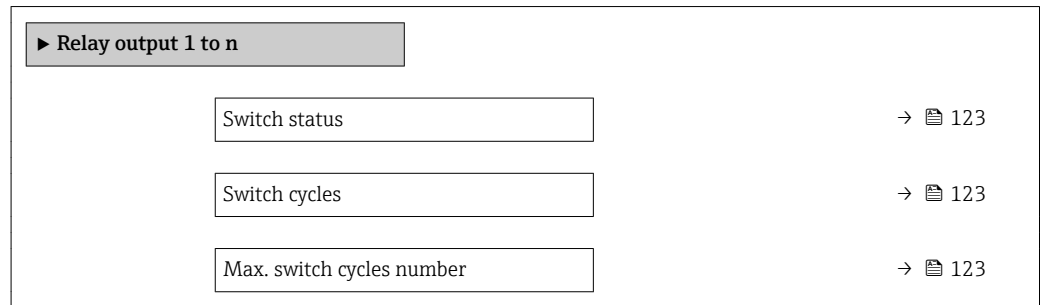 ▶ Relay output 1 to n
Switch status → 🖺 123
Switch cycles → 🖺 123
Max. switch cycles number → 🖺 123